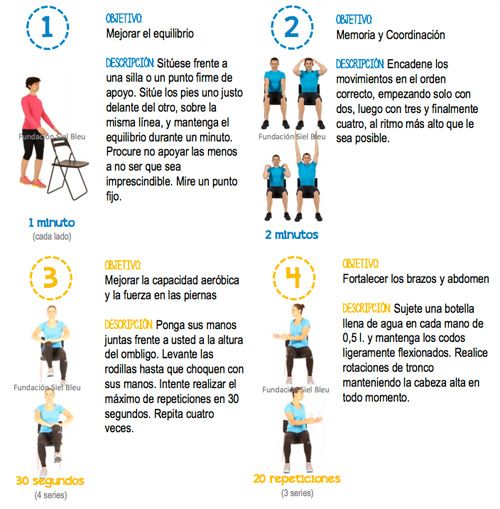 1
OBJETIVO:
Mejorar el equilibrio
DESCRIPCIÓN: Sitúese frente a
una silla o un punto firme de
apoyo. Sitúe los pies uno justo
delante del otro, sobre la
misma línea, y mantenga el
equilibrio durante un minuto.
Procure no apoyar las menos
a no ser que sea
imprescindible. Mire un punto
fijo.
Fundación Siel Bleu
1 minuto
(cada lado)
2
OBJETIVO:
Memoria y Coordinación
DESCRIPCIÓN: Encadene los
movimientos en el orden
correcto, empezando solo con
dos, luego con tres y finalmente
cuatro, al ritmo más alto que le
sea posible.
Fundación Siel Bleu
2 minutos
3
OBJETIVO:
Mejorar la capacidad aeróbica
y la fuerza en las piernas
DESCRIPCIÓN: Ponga sus manos
juntas frente a usted a la altura
del ombligo. Levante las
rodillas hasta que choquen con
sus manos. Intente realizar el
máximo de repeticiones en 30
segundos. Repita cuatro
veces.
Fundación Siel Bleu
30 segundos
(4 series)
4
OBJETIVO:
Fortalecer los brazos y abdomen
DESCRIPCIÓN: Sujete una botella
llena de agua en cada mano de
0,5 l. y mantenga los codos
ligeramente flexionados. Realice
rotaciones de tronco
manteniendo la cabeza alta en
todo momento.
Fundación Siel Bleu
20 repeticiones
(3 series)